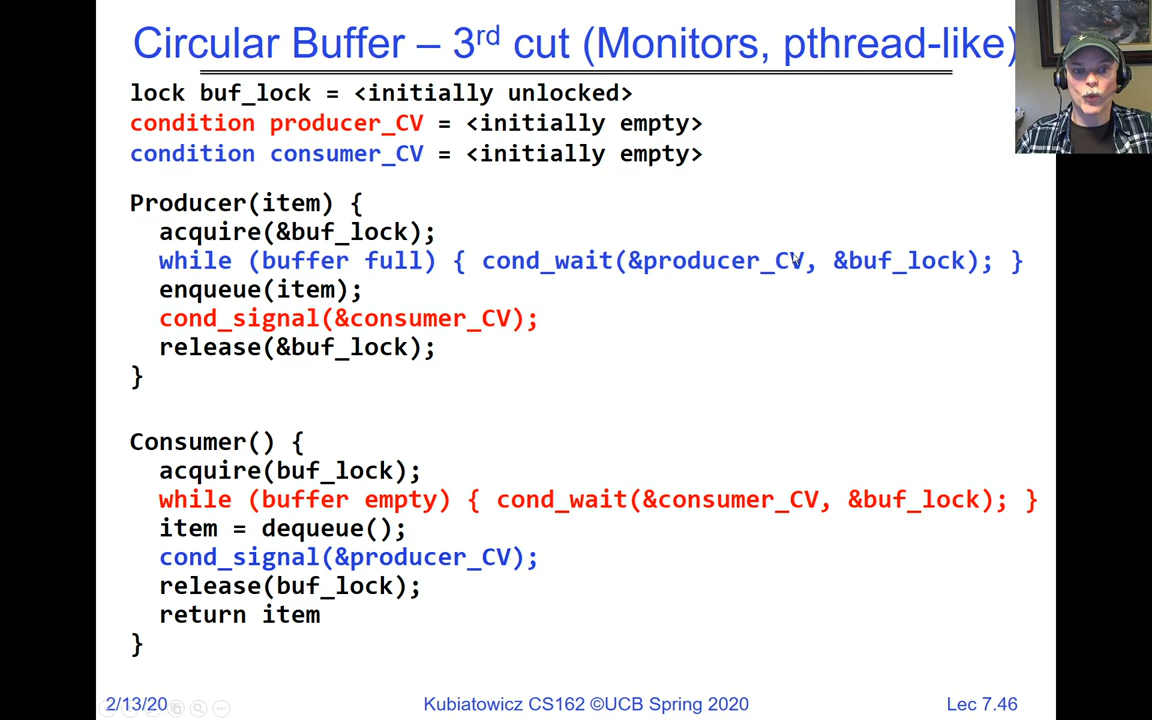 Circular Buffer – 3rd cut (Monitors, pthread-like)
lock buf_lock = <initially unlocked>
condition producer_CV = <initially empty>
condition consumer_CV = <initially empty>
Producer(item) {
acquire(&buf_lock);
while (buffer full) { cond_wait(&producer_CV, &buf_lock); }
enqueue(item);
cond_signal(&consumer_CV);
release(&buf_lock);
}
Consumer() {
acquire(buf_lock);
while (buffer empty) { cond_wait(&consumer_CV, &buf_lock); }
item = dequeue();
cond_signal(&producer_CV);
release(buf_lock);
return item
}
2/13/20 Kubiatowicz CS162 ©UCB Spring 2020 Lec 7.46